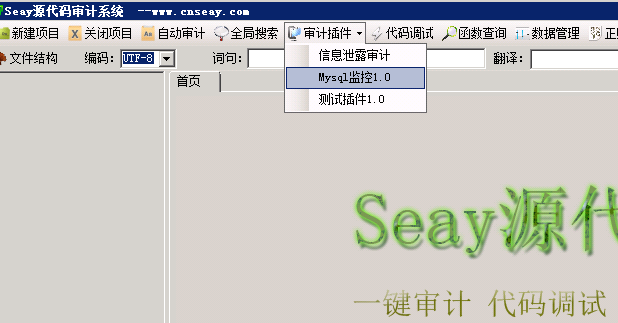 Seay源代码审计系统 --www.cnseay.com
新建项目 关闭项目 自动审计 全局搜索 审计插件 代码调试 函数查询 数据管理
文件结构 编码: UTF-8 词句: 翻译:
信息泄露审计
首页 Mysql监控1.0
测试插件1.0
Seay源代
一键审计 代码调试